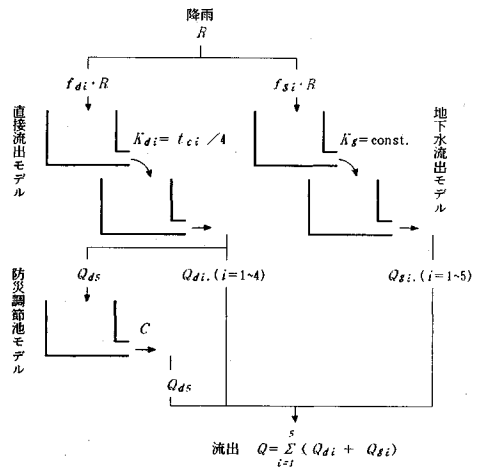 降雨
R
f_di・R
f_gi・R
直接流出モデル
K_di = t_ci /4
K_g=const.
地下水流出モデル
Q_ds
Q_di.(i=1~4)
Q_gi.(i=1~5)
防災調節池モデル
C
Q_ds
流出 Q=Σ_{i=1}^{5}(Q_di + Q_gi)